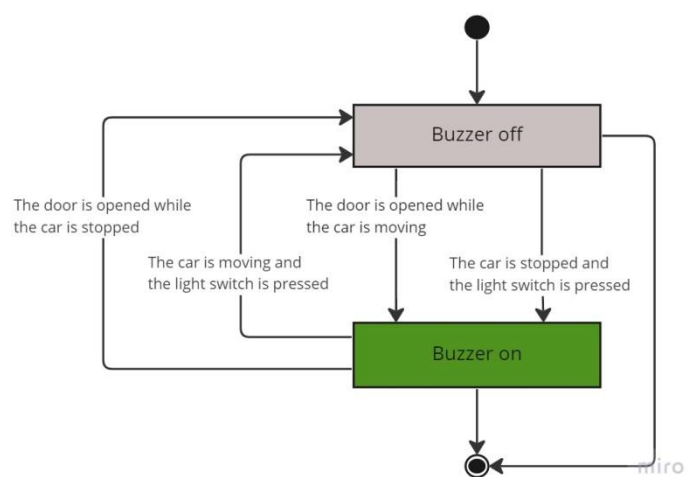 Buzzer off
The door is opened while
the car is stopped
The door is opened while
the car is moving
The car is moving and
the light switch is pressed
The car is stopped and
the light switch is pressed
Buzzer on
miro